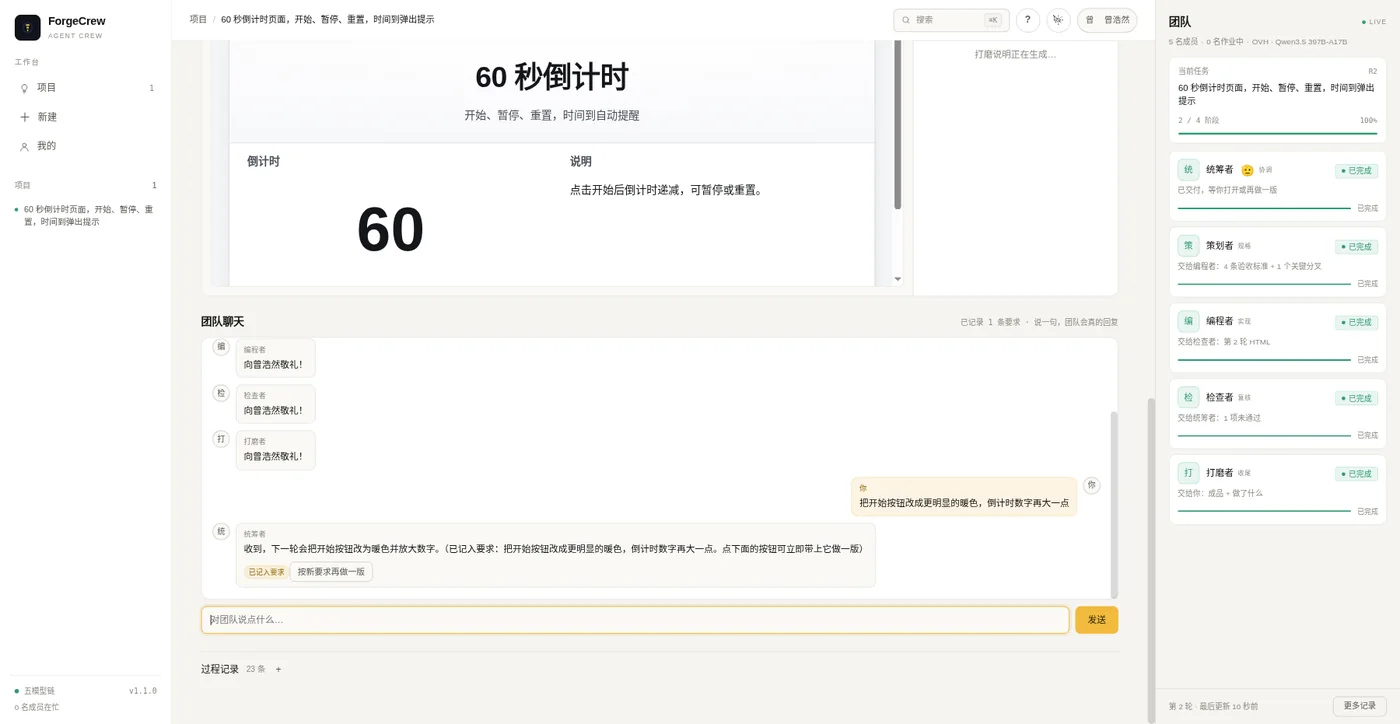 ForgeCrew
AGENT CREW
工作台
项目 1
新建
我的
项目 1
60 秒倒计时页面，开始、暂停、重
置，时间到弹出提示
五模型链 v1.1.0
0 名成员在忙
项目 / 60 秒倒计时页面，开始、暂停、重置，时间到弹出提示
搜索 ⌘K
?
曾 曾浩然
60 秒倒计时
开始、暂停、重置，时间到自动提醒
倒计时
60
说明
点击开始后倒计时递减，可暂停或重置。
打磨说明正在生成…
团队聊天
已记录 1 条要求 · 说一句，团队会真的回复
编
编程者
向曾浩然敬礼！
检
检查者
向曾浩然敬礼！
打
打磨者
向曾浩然敬礼！
你
把开始按钮改成更明显的暖色，倒计时数字再大一点
你
统
统筹者
收到，下一轮会把开始按钮改为暖色并放大数字。（已记入要求：把开始按钮改成更明显的暖色，倒计时数字再大一点。点下面的按钮可立即带上它做一版）
已记入要求 按新要求再做一版
对团队说点什么…
发送
过程记录 23 条 +
团队
LIVE
5 名成员 · 0 名作业中 · OVH · Qwen3.5 397B-A17B
当前任务 R2
60 秒倒计时页面，开始、暂停、重置，时间到弹出
提示
2 / 4 阶段 100%
统 统筹者 协调 已完成
已交付，等你打开或再做一版
已完成
策 策划者 规格 已完成
交给编程者：4 条验收标准 + 1 个关键分叉
已完成
编 编程者 实现 已完成
交给检查者：第 2 轮 HTML
已完成
检 检查者 复核 已完成
交给统筹者：1 项未通过
已完成
打 打磨者 收尾 已完成
交给你：成品 + 做了什么
已完成
第 2 轮 · 最后更新 10 秒前
更多记录